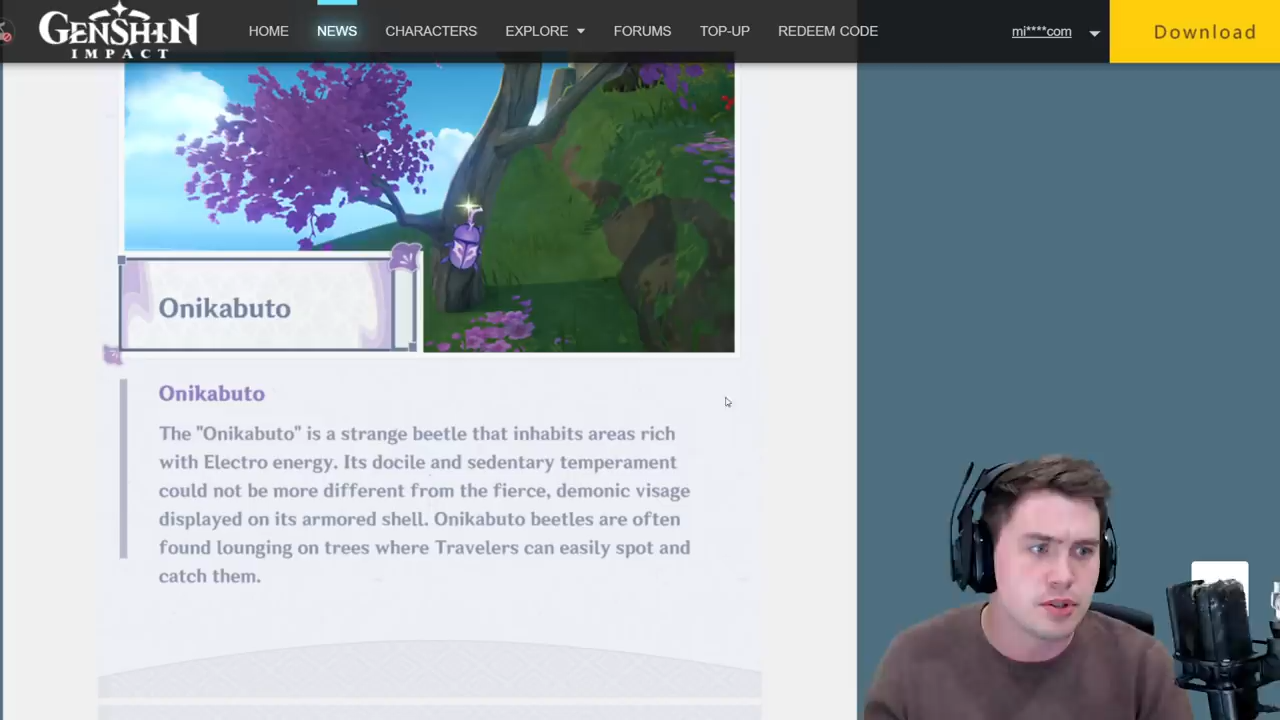 GENSHIN
IMPACT
HOME
NEWS
CHARACTERS
EXPLORE
FORUMS
TOP-UP
REDEEM CODE
mi****com
Download
Onikabuto
Onikabuto
The "Onikabuto" is a strange beetle that inhabits areas rich
with Electro energy. Its docile and sedentary temperament
could not be more different from the fierce, demonic visage
displayed on its armored shell. Onikabuto beetles are often
found lounging on trees where Travelers can easily spot and
catch them.